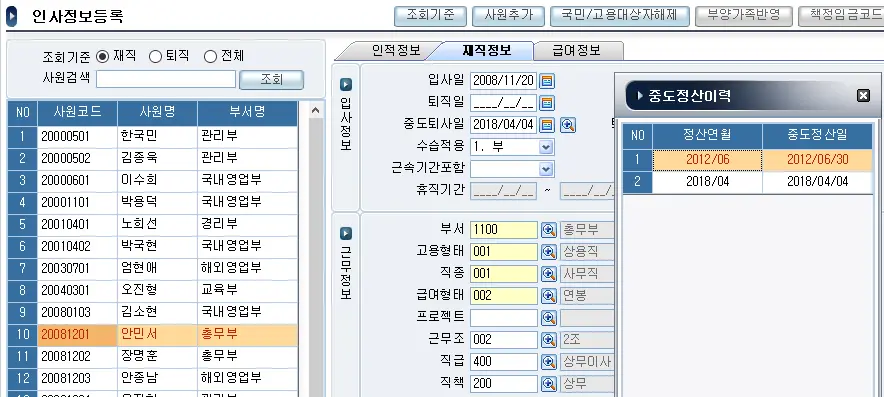 인사정보등록
조회기준 사원추가 국민/고용대상자해제 부양가족반영 책정임금코드
조회기준 재직 퇴직 전체
사원검색 조회
NO 사원코드 사원명 부서명
1 20000501 한국민 관리부
2 20000502 김종욱 관리부
3 20000601 이수희 국내영업부
4 20001101 박용덕 국내영업부
5 20010401 노희선 경리부
6 20010402 박국현 국내영업부
7 20030701 엄현애 해외영업부
8 20040301 오진형 교육부
9 20080103 김소현 국내영업부
10 20081201 안민서 총무부
11 20081202 장명훈 총무부
12 20081203 안종남 해외영업부
인적정보 재직정보 급여정보
입사정보
입사일 2008/11/20
퇴직일 ____/__/__
중도퇴사일 2018/04/04
수습적용 1. 부
근속기간포함
휴직기간 ____/__/__ ~ ____/__/
근무정보
부서 1100 총무부
고용형태 001 상용직
직종 001 사무직
급여형태 002 연봉
프로젝트
근무조 002 2조
직급 400 상무이사
직책 200 상무
중도정산이력
NO 정산연월 중도정산일
1 2012/06 2012/06/30
2 2018/04 2018/04/04